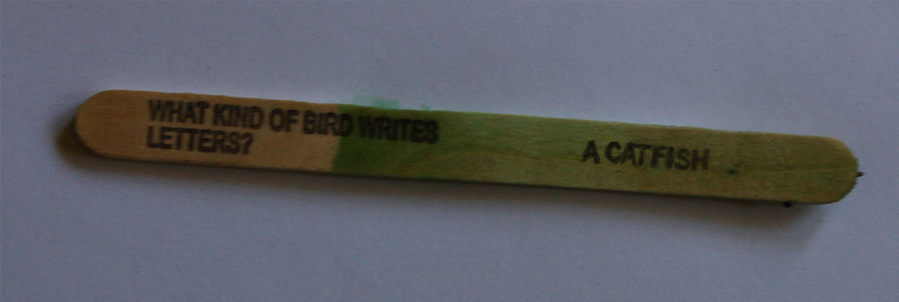 WHAT KIND OF BIRD WRITES
LETTERS?
A CATFISH